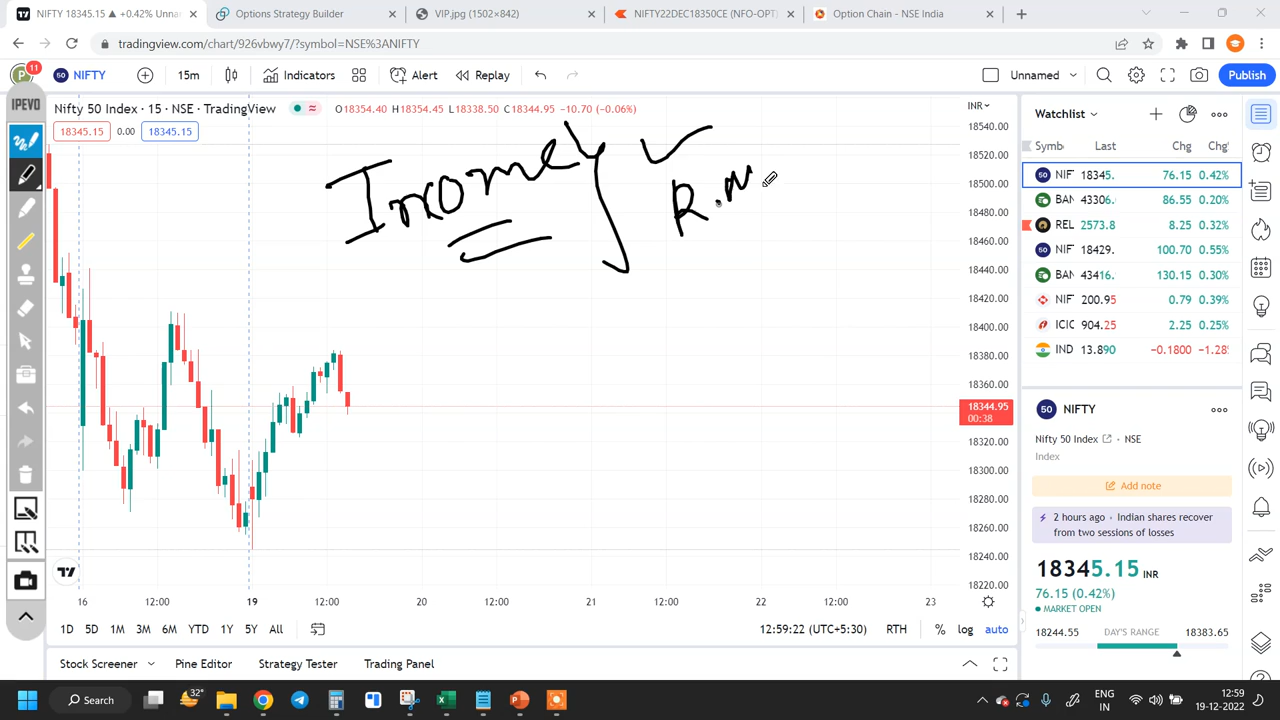 NIFTY 18345.15 ▲ +0.42% Unnar
Options Strategy Builder
VIP.jpg (1502×842)
NIFTY22DEC18350CE (NFO-OPT)
Option Chain - NSE India
tradingview.com/chart/926vbwy7/?symbol=NSE%3ANIFTY
P 11 50 NIFTY 15m Indicators Alert Replay Unnamed Publish
IPEVO
Nifty 50 Index · 15 · NSE · TradingView O18354.40 H18354.45 L18338.50 C18344.95 -10.70 (-0.06%)
18345.15 0.00 18345.15
Income
R.M
INR
18540.00
18520.00
18500.00
18480.00
18460.00
18440.00
18420.00
18400.00
18380.00
18360.00
18344.95
00:38
18320.00
18300.00
18280.00
18260.00
18240.00
18220.00
16 12:00 19 12:00 20 12:00 21 12:00 22 12:00 23
1D 5D 1M 3M 6M YTD 1Y 5Y All 12:59:22 (UTC+5:30) RTH % log auto
Stock Screener Pine Editor Strategy Tester Trading Panel
Watchlist
Symb Last Chg Chg%
50 NIF 18345. 76.15 0.42%
BAN 43306. 86.55 0.20%
REL 2573.8 8.25 0.32%
50 NIF 18429. 100.70 0.55%
BAN 43416. 130.15 0.30%
NIF 200.95 0.79 0.39%
ICIC 904.25 2.25 0.25%
IND 13.890 −0.1800 −1.28
50 NIFTY
Nifty 50 Index · NSE
Index
Add note
2 hours ago · Indian shares recover
from two sessions of losses
18345.15 INR
76.15 (0.42%)
MARKET OPEN
18244.55 DAY'S RANGE 18383.65
Search
32°
ENG
IN
12:59
19-12-2022